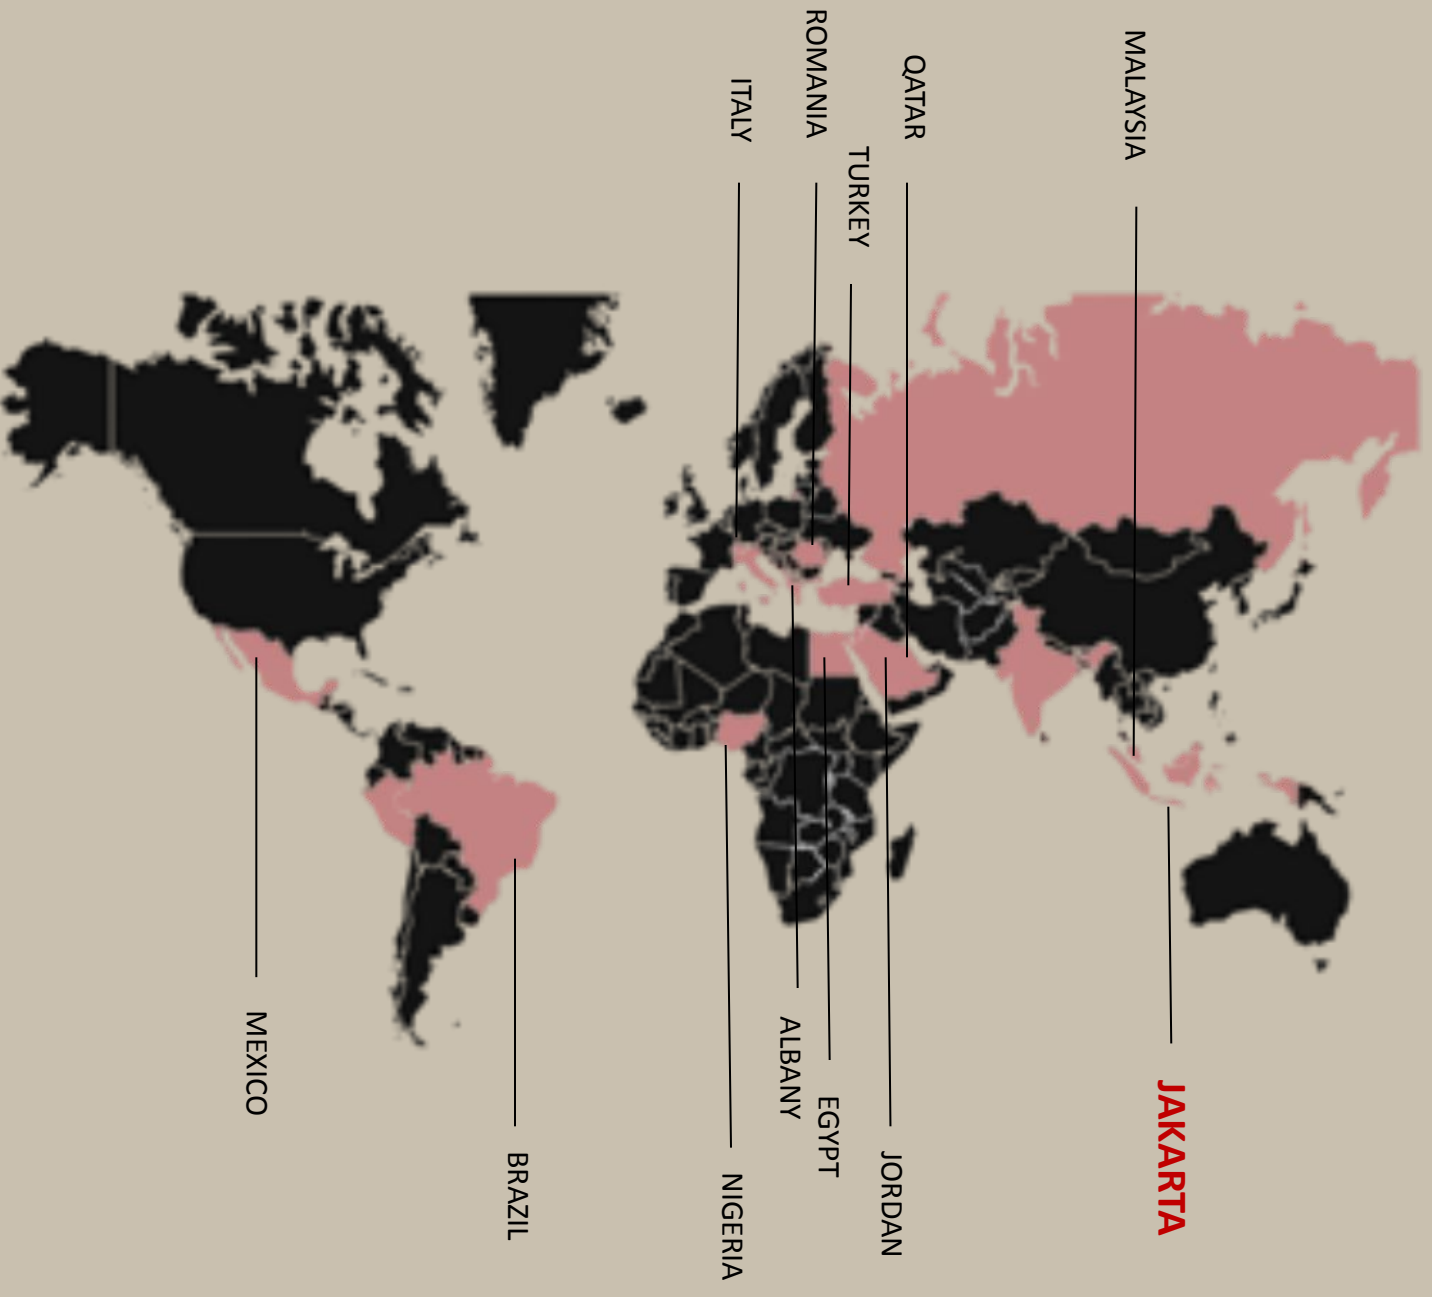 ITALY
ROMANIA
TURKEY
QATAR
MALAYSIA
MEXICO
BRAZIL
NIGERIA
ALBANY
EGYPT
JORDAN
JAKARTA